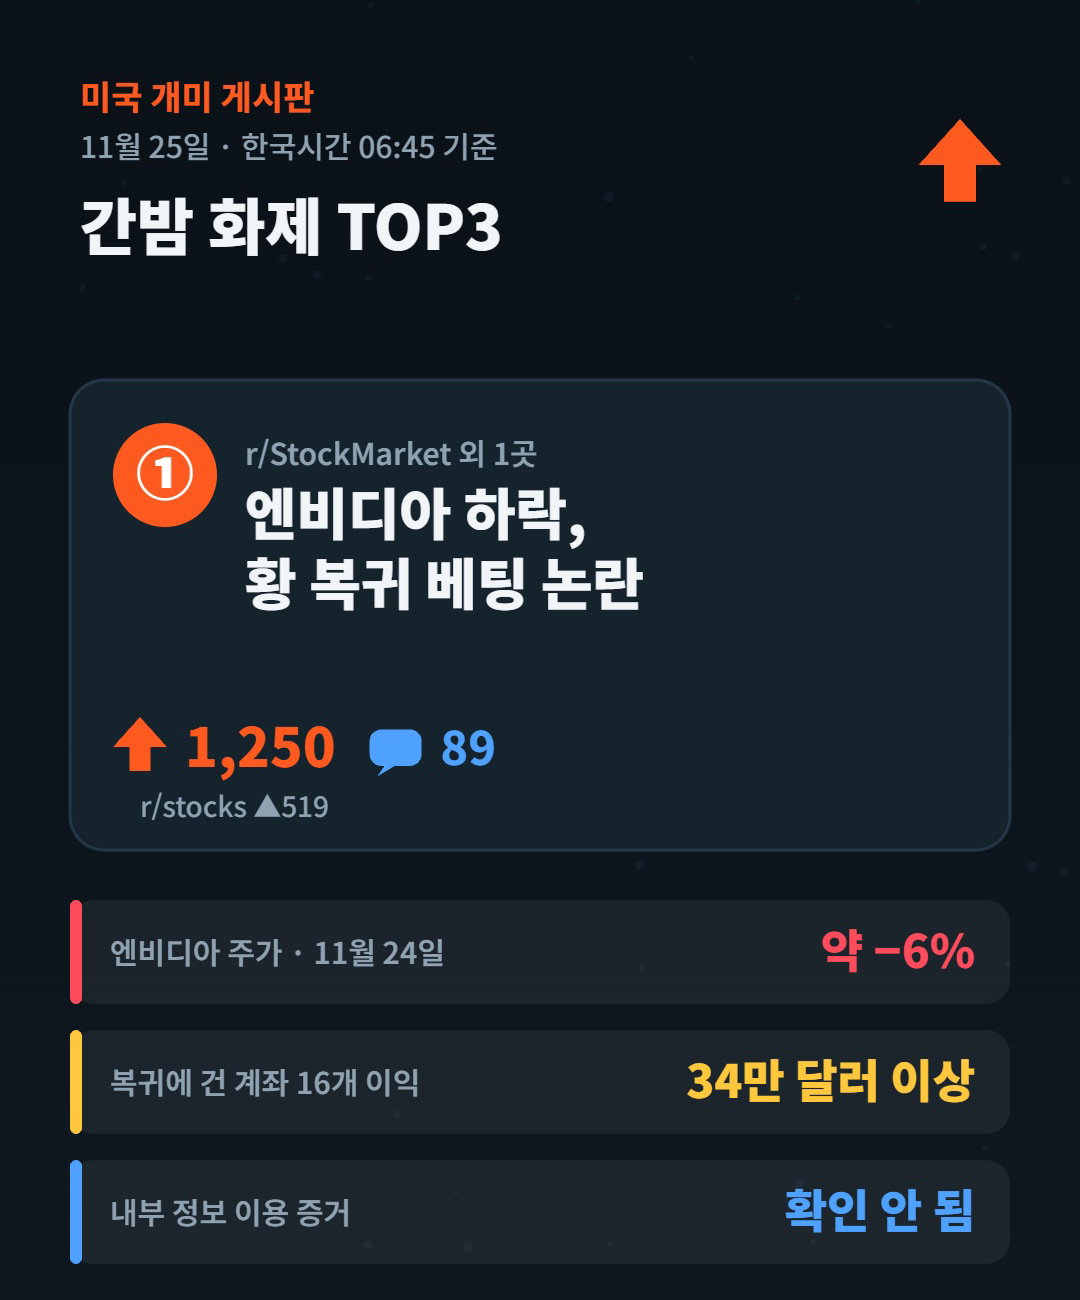 미국 개미 게시판
11월 25일 · 한국시간 06:45 기준
간밤 화제 TOP3
①
r/StockMarket 외 1곳
엔비디아 하락,
황 복귀 베팅 논란
1,250 89
r/stocks ▲519
엔비디아 주가 · 11월 24일 약 −6%
복귀에 건 계좌 16개 이익 34만 달러 이상
내부 정보 이용 증거 확인 안 됨